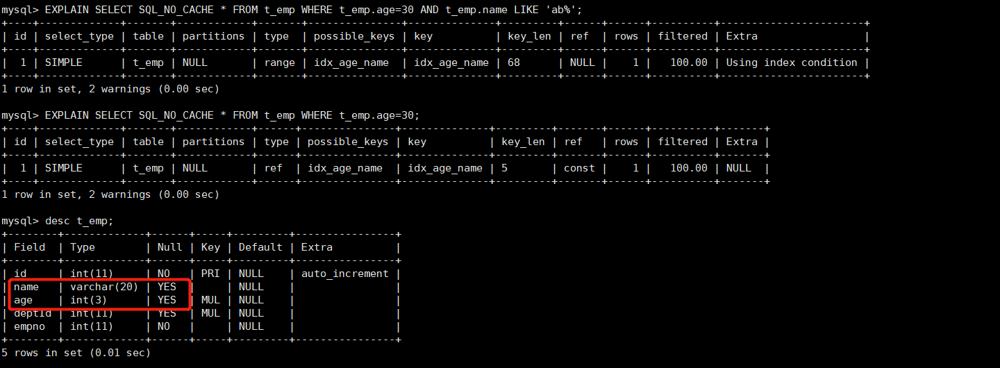 mysql> EXPLAIN SELECT SQL_NO_CACHE * FROM t_emp WHERE t_emp.age=30 AND t_emp.name LIKE 'ab%';
+----+-------------+-------+------------+-------+---------------+--------------+---------+------+------+----------+-----------------------+
| id | select_type | table | partitions | type  | possible_keys | key          | key_len | ref  | rows | filtered | Extra                 |
+----+-------------+-------+------------+-------+---------------+--------------+---------+------+------+----------+-----------------------+
|  1 | SIMPLE      | t_emp | NULL       | range | idx_age_name  | idx_age_name | 68      | NULL |    1 |   100.00 | Using index condition |
+----+-------------+-------+------------+-------+---------------+--------------+---------+------+------+----------+-----------------------+
1 row in set, 2 warnings (0.00 sec)

mysql> EXPLAIN SELECT SQL_NO_CACHE * FROM t_emp WHERE t_emp.age=30;
+----+-------------+-------+------------+------+---------------+--------------+---------+-------+------+----------+-------+
| id | select_type | table | partitions | type | possible_keys | key          | key_len | ref   | rows | filtered | Extra |
+----+-------------+-------+------------+------+---------------+--------------+---------+-------+------+----------+-------+
|  1 | SIMPLE      | t_emp | NULL       | ref  | idx_age_name  | idx_age_name | 5       | const |    1 |   100.00 | NULL  |
+----+-------------+-------+------------+------+---------------+--------------+---------+-------+------+----------+-------+
1 row in set, 2 warnings (0.00 sec)

mysql> desc t_emp;
+--------+-------------+------+-----+---------+----------------+
| Field  | Type        | Null | Key | Default | Extra          |
+--------+-------------+------+-----+---------+----------------+
| id     | int(11)     | NO   | PRI | NULL    | auto_increment |
| name   | varchar(20) | YES  |     | NULL    |                |
| age    | int(3)      | YES  | MUL | NULL    |                |
| deptId | int(11)     | YES  | MUL | NULL    |                |
| empno  | int(11)     | NO   |     | NULL    |                |
+--------+-------------+------+-----+---------+----------------+
5 rows in set (0.01 sec)